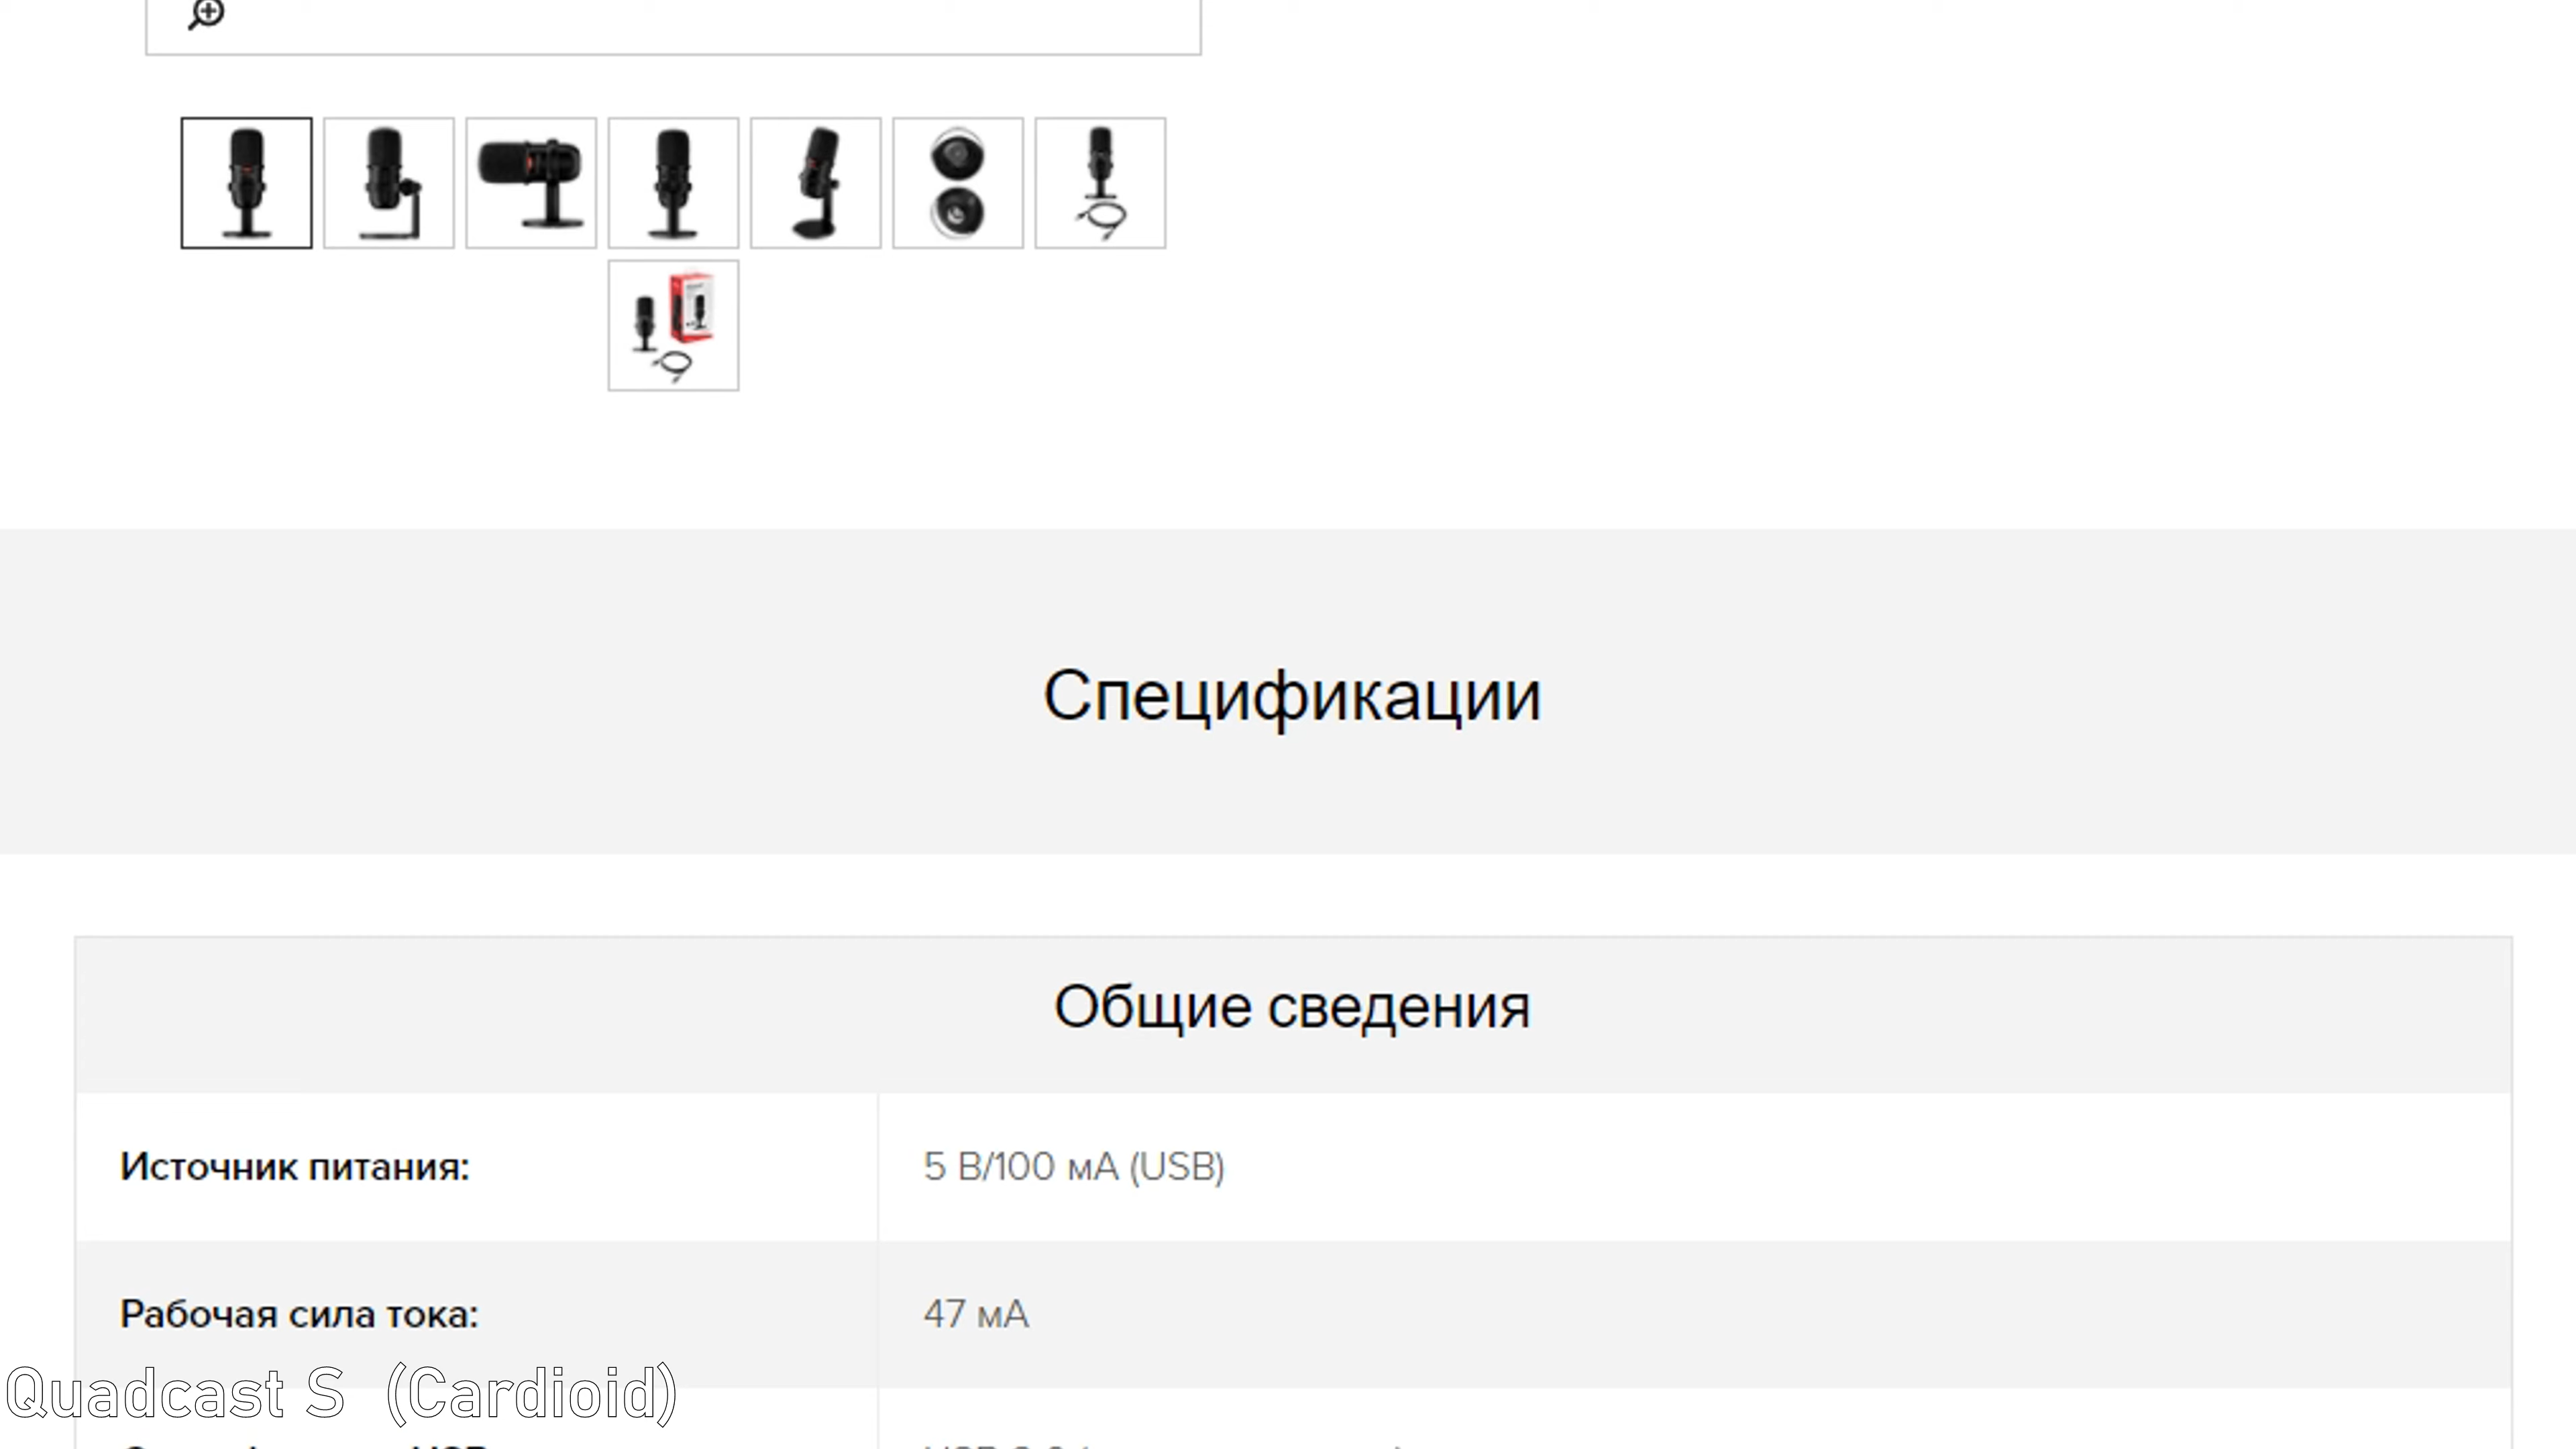 Спецификации
Общие сведения
Источник питания: 5 В/100 мА (USB)
Рабочая сила тока: 47 мА
Quadcast S (Cardioid)